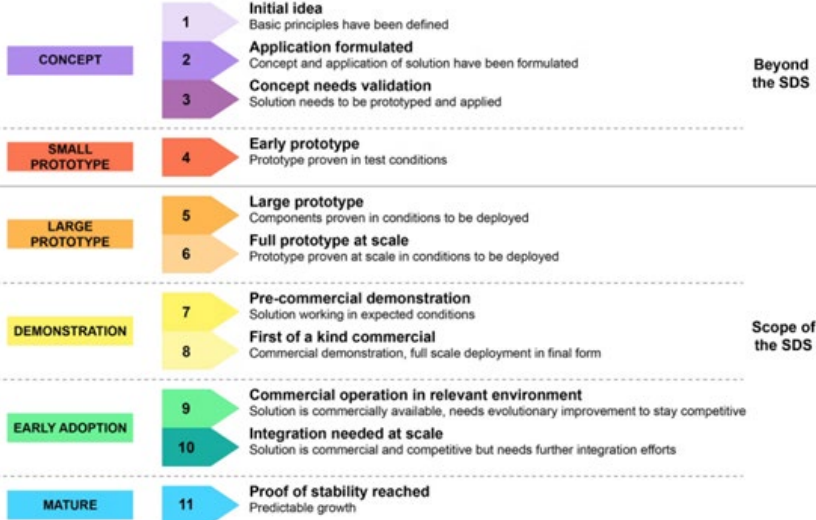 Initial idea
1
Basic principles have been defined
Application formulated
CONCEPT
2
Concept and application of solution have been formulated
Beyond
the SDS
Concept needs validation
3
Solution needs to be prototyped and applied
SMALL
PROTOTYPE
4
Early prototype
Prototype proven in test conditions
Large prototype
5
Components proven in conditions to be deployed
LARGE
PROTOTYPE
Full prototype at scale
6
Prototype proven at scale in conditions to be deployed
Pre-commercial demonstration
7
Solution working in expected conditions
DEMONSTRATION
Scope of
the SDS
First of a kind commercial
8
Commercial demonstration, full scale deployment in final form
Commercial operation in relevant environment
9
Solution is commercially available, needs evolutionary improvement to stay competitive
EARLY ADOPTION
Integration needed at scale
10
Solution is commercial and competitive but needs further integration efforts
MATURE
11
Proof of stability reached
Predictable growth